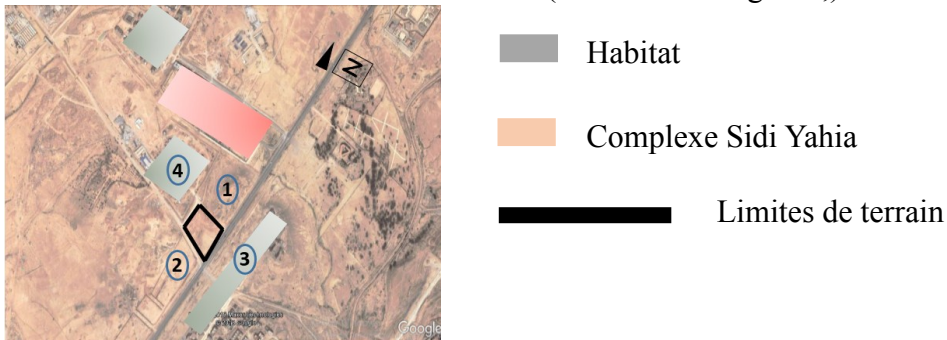 N
4
1
2
3
Google
Habitat
Complexe Sidi Yahia
Limites de terrain